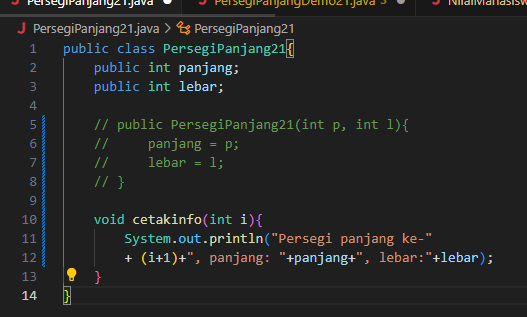 PersegiPanjang21.java PersegiPanjangDemo21.java 3 NilaiMahasisw
PersegiPanjang21.java > PersegiPanjang21
1 public class PersegiPanjang21{
2     public int panjang;
3     public int lebar;
4
5     // public PersegiPanjang21(int p, int l){
6     //     panjang = p;
7     //     lebar = l;
8     // }
9
10     void cetakinfo(int i){
11         System.out.println("Persegi panjang ke-"
12         + (i+1)+", panjang: "+panjang+", lebar:"+lebar);
13     }
14 }